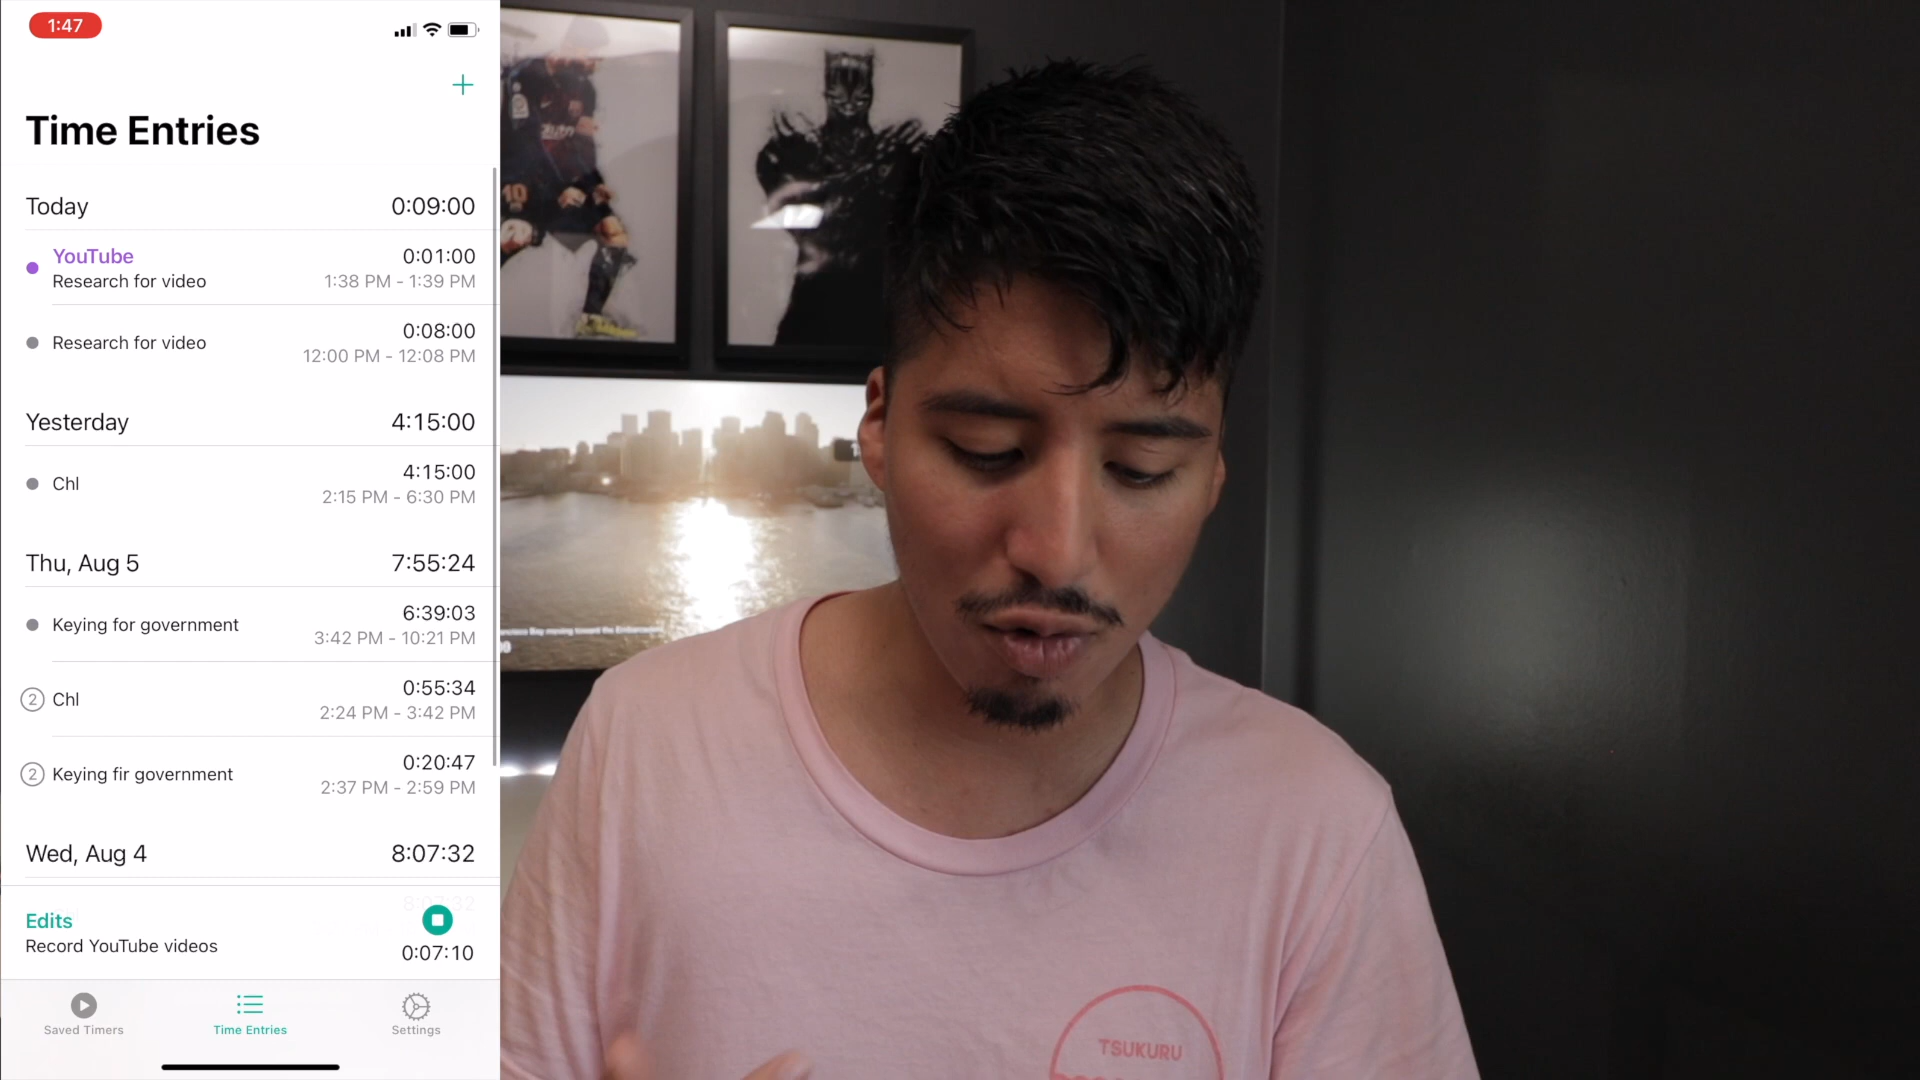 1:47
Time Entries
Today 0:09:00
YouTube 0:01:00
Research for video 1:38 PM - 1:39 PM
Research for video 0:08:00
12:00 PM - 12:08 PM
Yesterday 4:15:00
Chl 4:15:00
2:15 PM - 6:30 PM
Thu, Aug 5 7:55:24
Keying for government 6:39:03
3:42 PM - 10:21 PM
2 Chl 0:55:34
2:24 PM - 3:42 PM
2 Keying fir government 0:20:47
2:37 PM - 2:59 PM
Wed, Aug 4 8:07:32
Edits
Record YouTube videos 0:07:10
Saved Timers Time Entries Settings
10
Bay moving toward the
TSUKURU